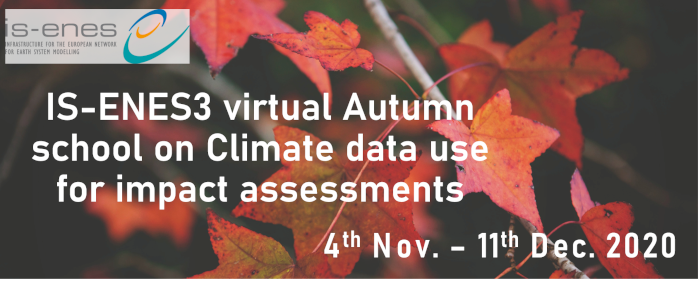 is-enes
INFRASTRUCTURE FOR THE EUROPEAN NETWORK
FOR EARTH SYSTEM MODELLING
IS-ENES3 virtual Autumn
school on Climate data use
for impact assessments
4th Nov. – 11th Dec. 2020